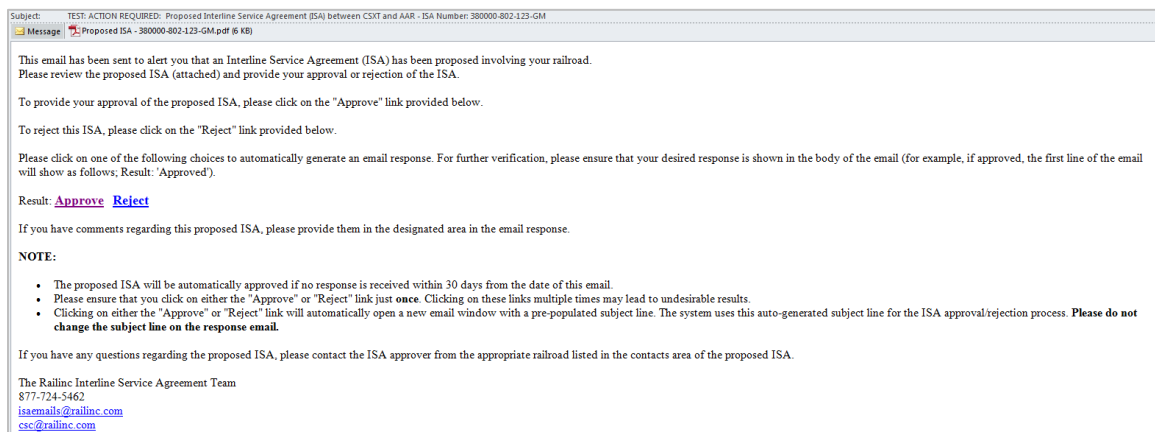 Subject: TEST: ACTION REQUIRED: Proposed Interline Service Agreement (ISA) between CSXT and AAR - ISA Number: 380000-802-123-GM
Message Proposed ISA - 380000-802-123-GM.pdf (6 KB)
This email has been sent to alert you that an Interline Service Agreement (ISA) has been proposed involving your railroad.
Please review the proposed ISA (attached) and provide your approval or rejection of the ISA.
To provide your approval of the proposed ISA, please click on the "Approve" link provided below.
To reject this ISA, please click on the "Reject" link provided below.
Please click on one of the following choices to automatically generate an email response. For further verification, please ensure that your desired response is shown in the body of the email (for example, if approved, the first line of the email
will show as follows; Result: 'Approved').
Result: Approve Reject
If you have comments regarding this proposed ISA, please provide them in the designated area in the email response.
NOTE:
• The proposed ISA will be automatically approved if no response is received within 30 days from the date of this email.
• Please ensure that you click on either the "Approve" or "Reject" link just once. Clicking on these links multiple times may lead to undesirable results.
• Clicking on either the "Approve" or "Reject" link will automatically open a new email window with a pre-populated subject line. The system uses this auto-generated subject line for the ISA approval/rejection process. Please do not
change the subject line on the response email.
If you have any questions regarding the proposed ISA, please contact the ISA approver from the appropriate railroad listed in the contacts area of the proposed ISA.
The Railinc Interline Service Agreement Team
877-724-5462
isaemails@railinc.com
csc@railinc.com